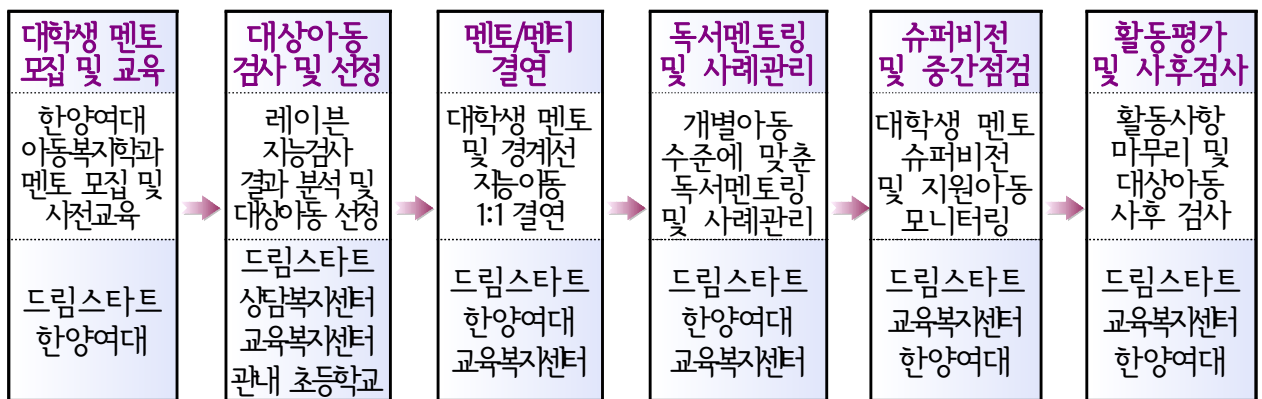 대학생 멘토
모집 및 교육
한양여대
아동복지학과
멘토 모집 및
사전교육
드림스타트
한양여대
대상아동
검사 및 선정
레이븐
지능검사
결과 분석 및
대상아동 선정
드림스타트
상담복지센터
교육복지센터
관내 초등학교
멘토/멘티
결연
대학생 멘토
및 경계선
지능아동
1:1 결연
드림스타트
한양여대
교육복지센터
독서멘토링
및 사례관리
개별아동
수준에 맞춘
독서멘토링
및 사례관리
드림스타트
한양여대
교육복지센터
슈퍼비전
및 중간점검
대학생 멘토
슈퍼비전
및 지원아동
모니터링
드림스타트
교육복지센터
한양여대
활동평가
및 사후검사
활동사항
마무리 및
대상아동
사후 검사
드림스타트
교육복지센터
한양여대